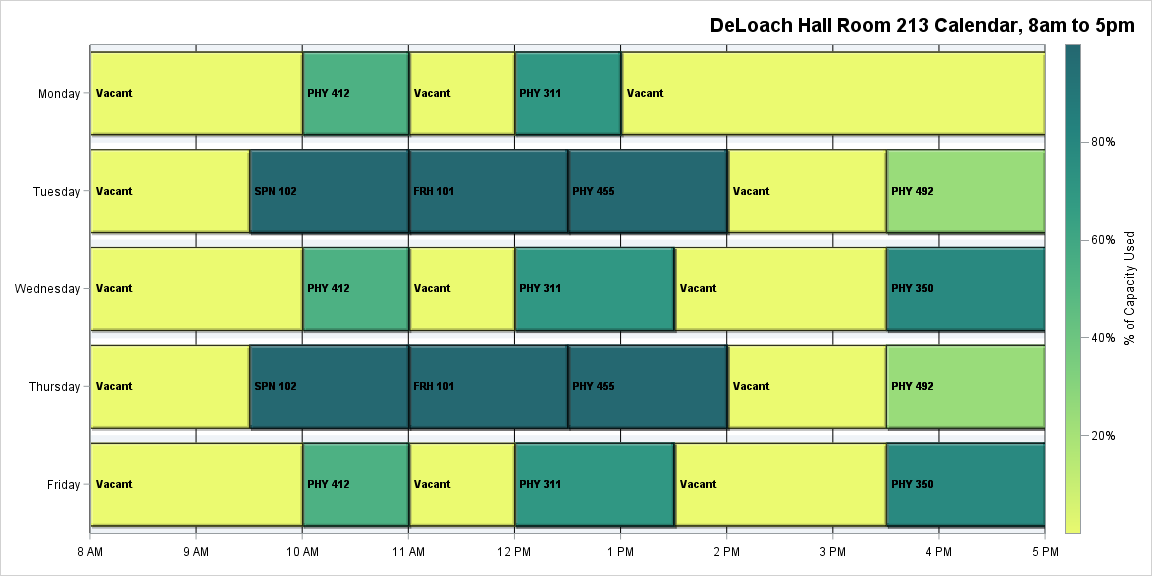 DeLoach Hall Room 213 Calendar, 8am to 5pm
Monday Vacant PHY 412 Vacant PHY 311 Vacant
Tuesday Vacant SPN 102 FRH 101 PHY 455 Vacant PHY 492
Wednesday Vacant PHY 412 Vacant PHY 311 Vacant PHY 350
Thursday Vacant SPN 102 FRH 101 PHY 455 Vacant PHY 492
Friday Vacant PHY 412 Vacant PHY 311 Vacant PHY 350
8 AM 9 AM 10 AM 11 AM 12 PM 1 PM 2 PM 3 PM 4 PM 5 PM
80%
60%
40%
20%
% of Capacity Used